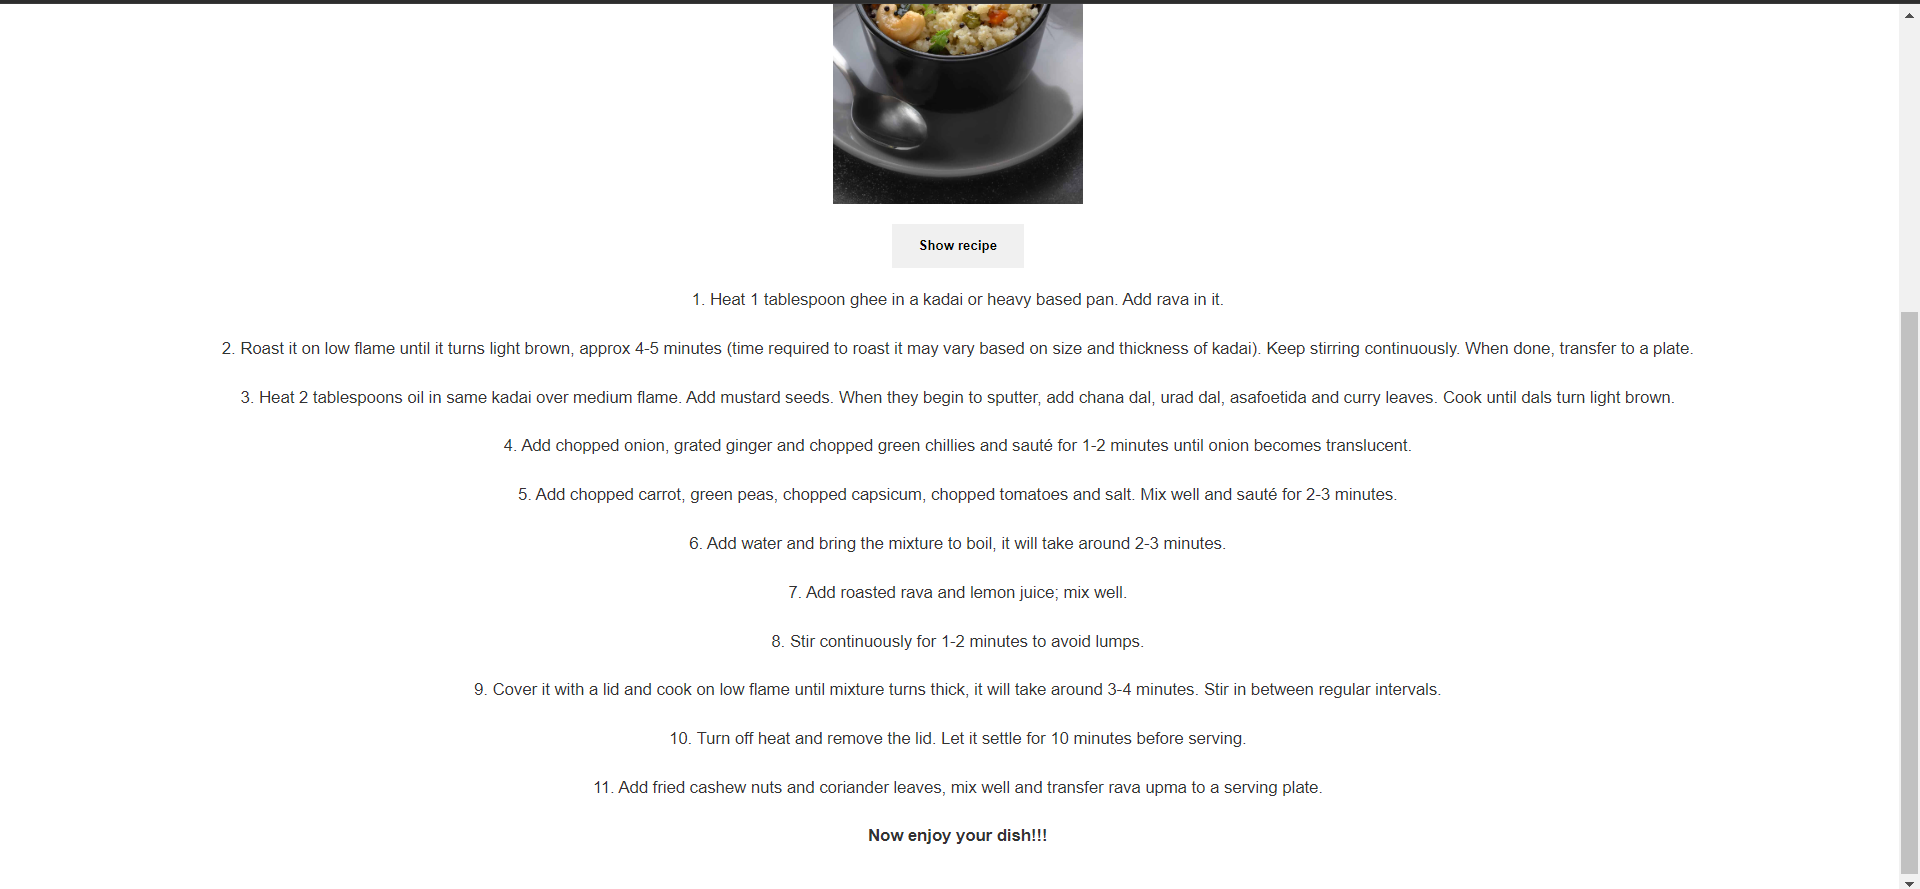 Show recipe
1. Heat 1 tablespoon ghee in a kadai or heavy based pan. Add rava in it.
2. Roast it on low flame until it turns light brown, approx 4-5 minutes (time required to roast it may vary based on size and thickness of kadai). Keep stirring continuously. When done, transfer to a plate.
3. Heat 2 tablespoons oil in same kadai over medium flame. Add mustard seeds. When they begin to sputter, add chana dal, urad dal, asafoetida and curry leaves. Cook until dals turn light brown.
4. Add chopped onion, grated ginger and chopped green chillies and sauté for 1-2 minutes until onion becomes translucent.
5. Add chopped carrot, green peas, chopped capsicum, chopped tomatoes and salt. Mix well and sauté for 2-3 minutes.
6. Add water and bring the mixture to boil, it will take around 2-3 minutes.
7. Add roasted rava and lemon juice; mix well.
8. Stir continuously for 1-2 minutes to avoid lumps.
9. Cover it with a lid and cook on low flame until mixture turns thick, it will take around 3-4 minutes. Stir in between regular intervals.
10. Turn off heat and remove the lid. Let it settle for 10 minutes before serving.
11. Add fried cashew nuts and coriander leaves, mix well and transfer rava upma to a serving plate.
Now enjoy your dish!!!